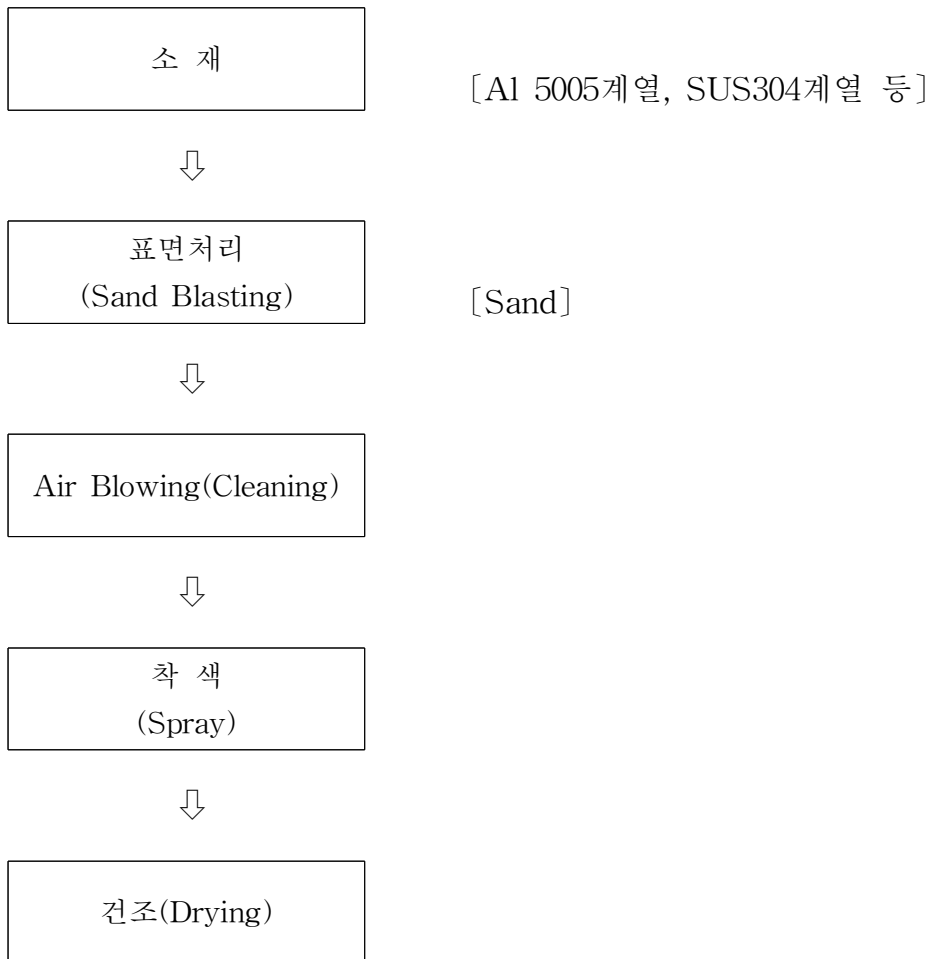 소 재
[Al 5005계열, SUS304계열 등]
⇩
표면처리
(Sand Blasting)
[Sand]
⇩
Air Blowing(Cleaning)
⇩
착 색
(Spray)
⇩
건조(Drying)